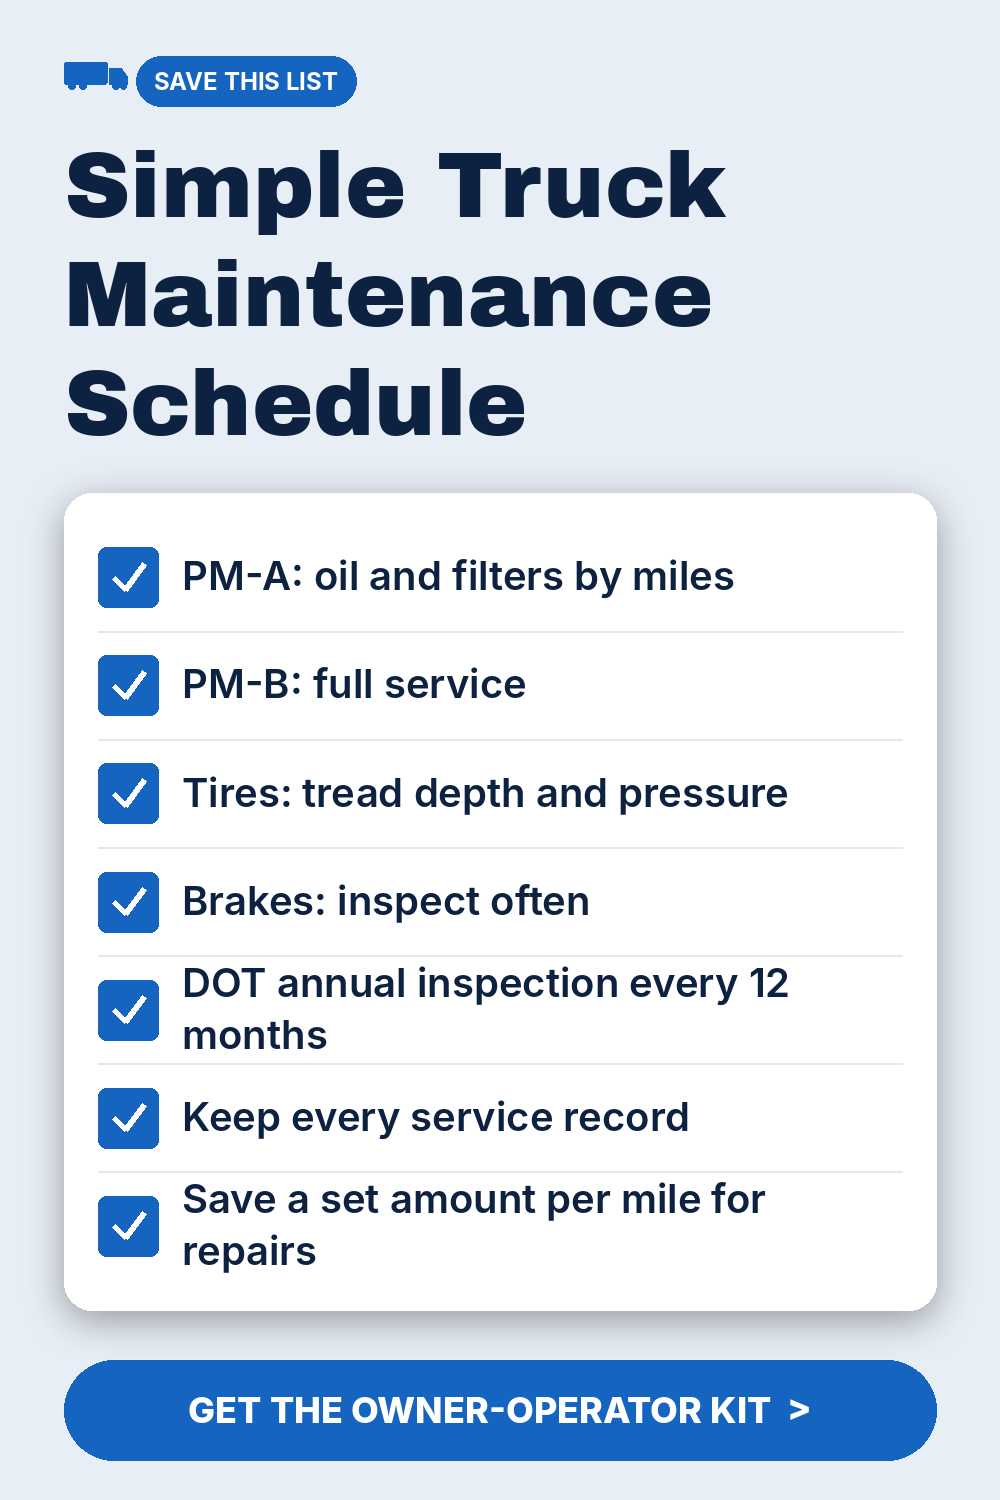 SAVE THIS LIST
Simple Truck
Maintenance
Schedule
PM-A: oil and filters by miles
PM-B: full service
Tires: tread depth and pressure
Brakes: inspect often
DOT annual inspection every 12
months
Keep every service record
Save a set amount per mile for
repairs
GET THE OWNER-OPERATOR KIT >